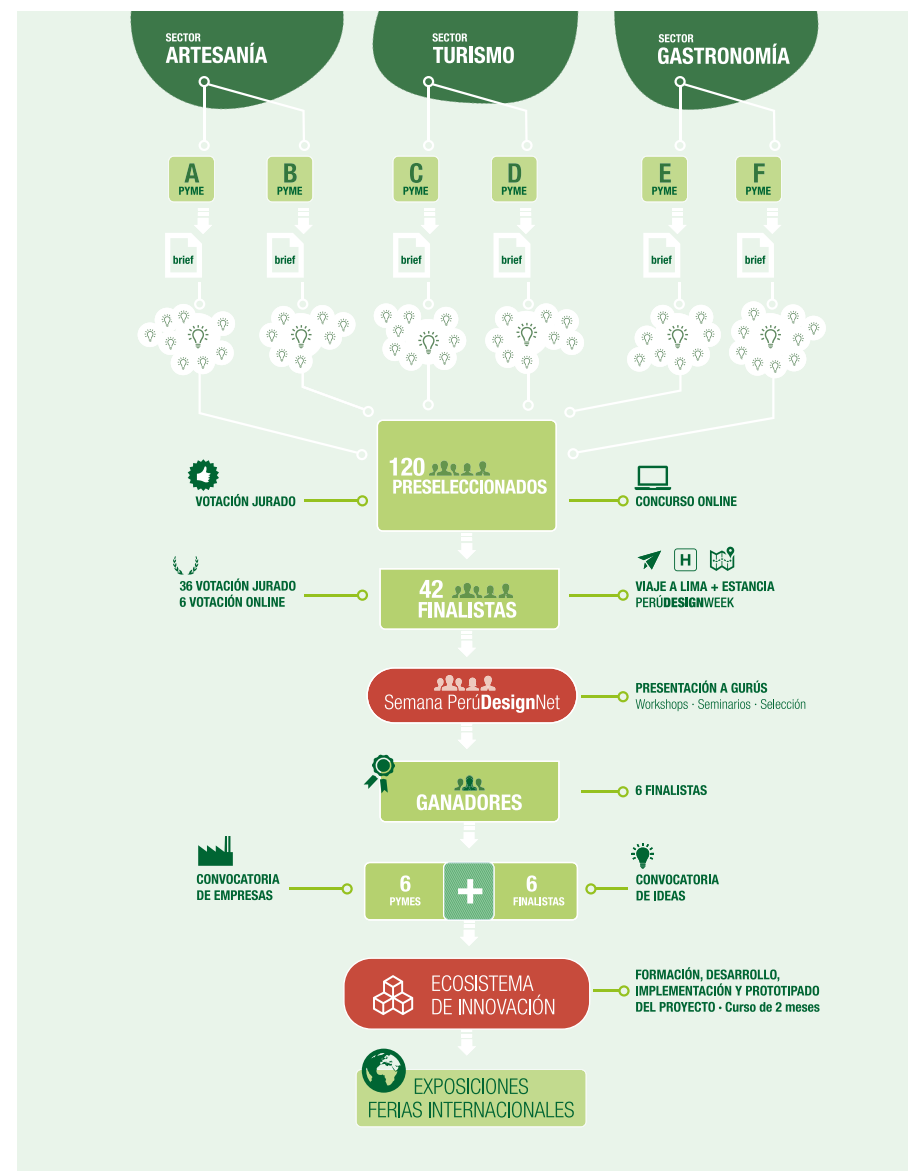 SECTOR
ARTESANÍA
SECTOR
TURISMO
SECTOR
GASTRONOMÍA
A
PYME
B
PYME
C
PYME
D
PYME
E
PYME
F
PYME
brief
brief
brief
brief
brief
brief
120
PRESELECCIONADOS
VOTACIÓN JURADO
CONCURSO ONLINE
36 VOTACIÓN JURADO
6 VOTACIÓN ONLINE
42
FINALISTAS
H
VIAJE A LIMA + ESTANCIA
PERÚDESIGNWEEK
Semana PerúDesignNet
PRESENTACIÓN A GURÚS
Workshops · Seminarios · Selección
GANADORES
6 FINALISTAS
CONVOCATORIA
DE EMPRESAS
6
PYMES
+
6
FINALISTAS
CONVOCATORIA
DE IDEAS
ECOSISTEMA
DE INNOVACIÓN
FORMACIÓN, DESARROLLO,
IMPLEMENTACIÓN Y PROTOTIPADO
DEL PROYECTO · Curso de 2 meses
EXPOSICIONES
FERIAS INTERNACIONALES